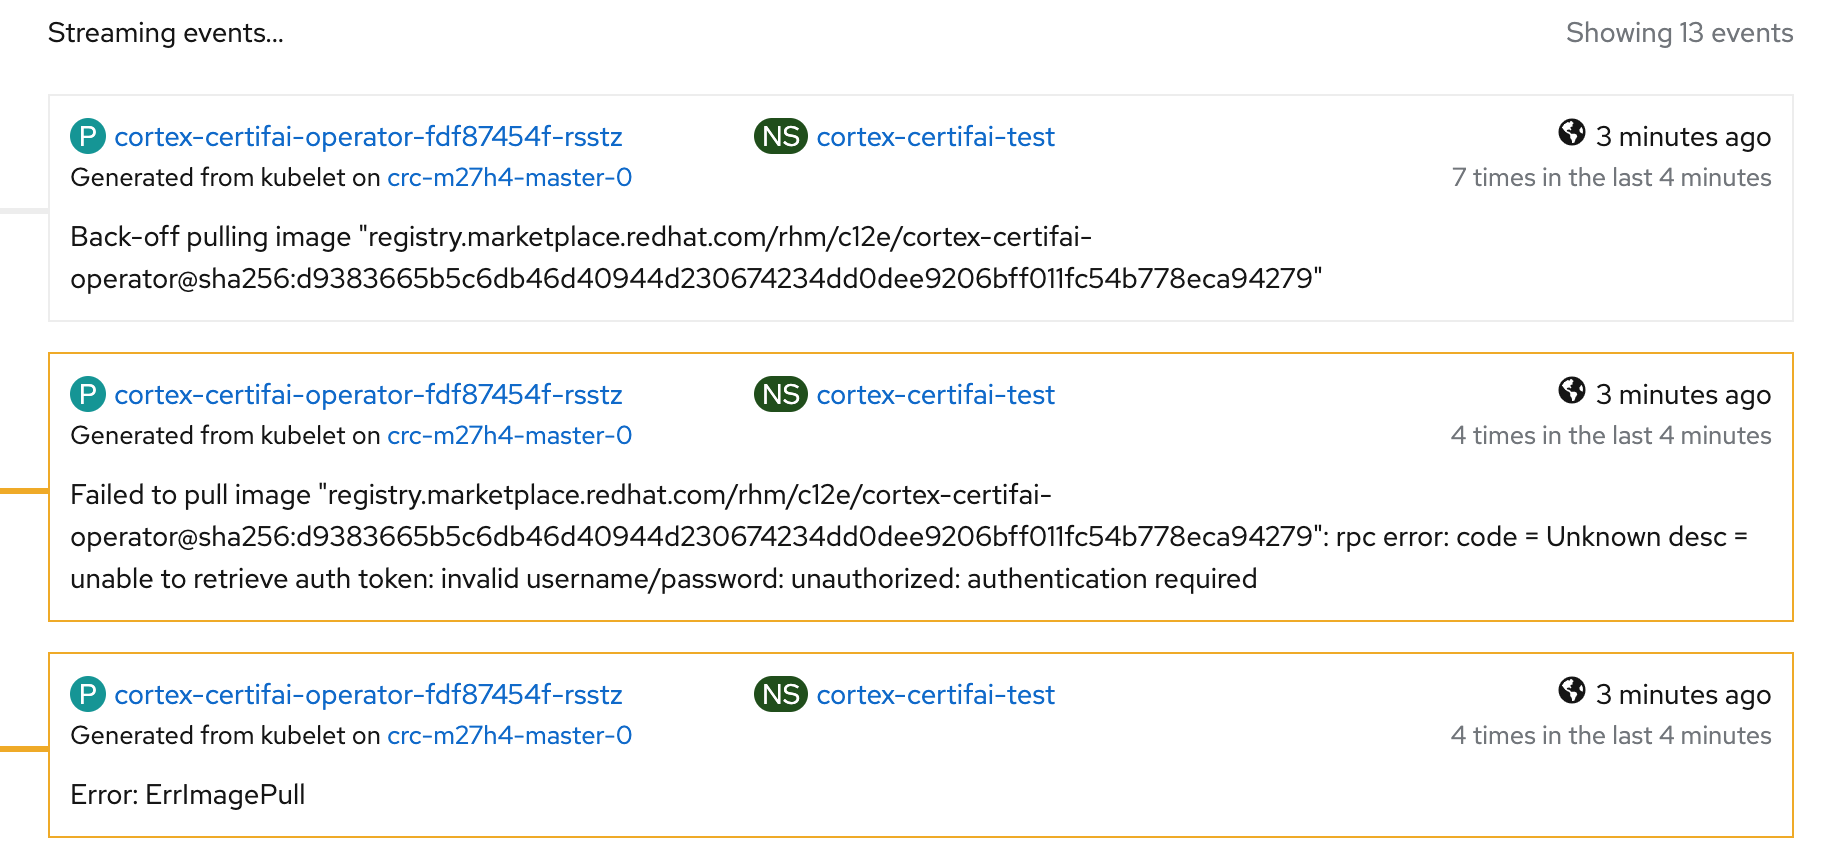 Streaming events...
Showing 13 events
P cortex-certifai-operator-fdf87454f-rsstz
NS cortex-certifai-test
3 minutes ago
Generated from kubelet on crc-m27h4-master-0
7 times in the last 4 minutes
Back-off pulling image "registry.marketplace.redhat.com/rhm/c12e/cortex-certifai-
operator@sha256:d9383665b5c6db46d40944d230674234dd0dee9206bff011fc54b778eca94279"
P cortex-certifai-operator-fdf87454f-rsstz
NS cortex-certifai-test
3 minutes ago
Generated from kubelet on crc-m27h4-master-0
4 times in the last 4 minutes
Failed to pull image "registry.marketplace.redhat.com/rhm/c12e/cortex-certifai-
operator@sha256:d9383665b5c6db46d40944d230674234dd0dee9206bff011fc54b778eca94279": rpc error: code = Unknown desc =
unable to retrieve auth token: invalid username/password: unauthorized: authentication required
P cortex-certifai-operator-fdf87454f-rsstz
NS cortex-certifai-test
3 minutes ago
Generated from kubelet on crc-m27h4-master-0
4 times in the last 4 minutes
Error: ErrImagePull